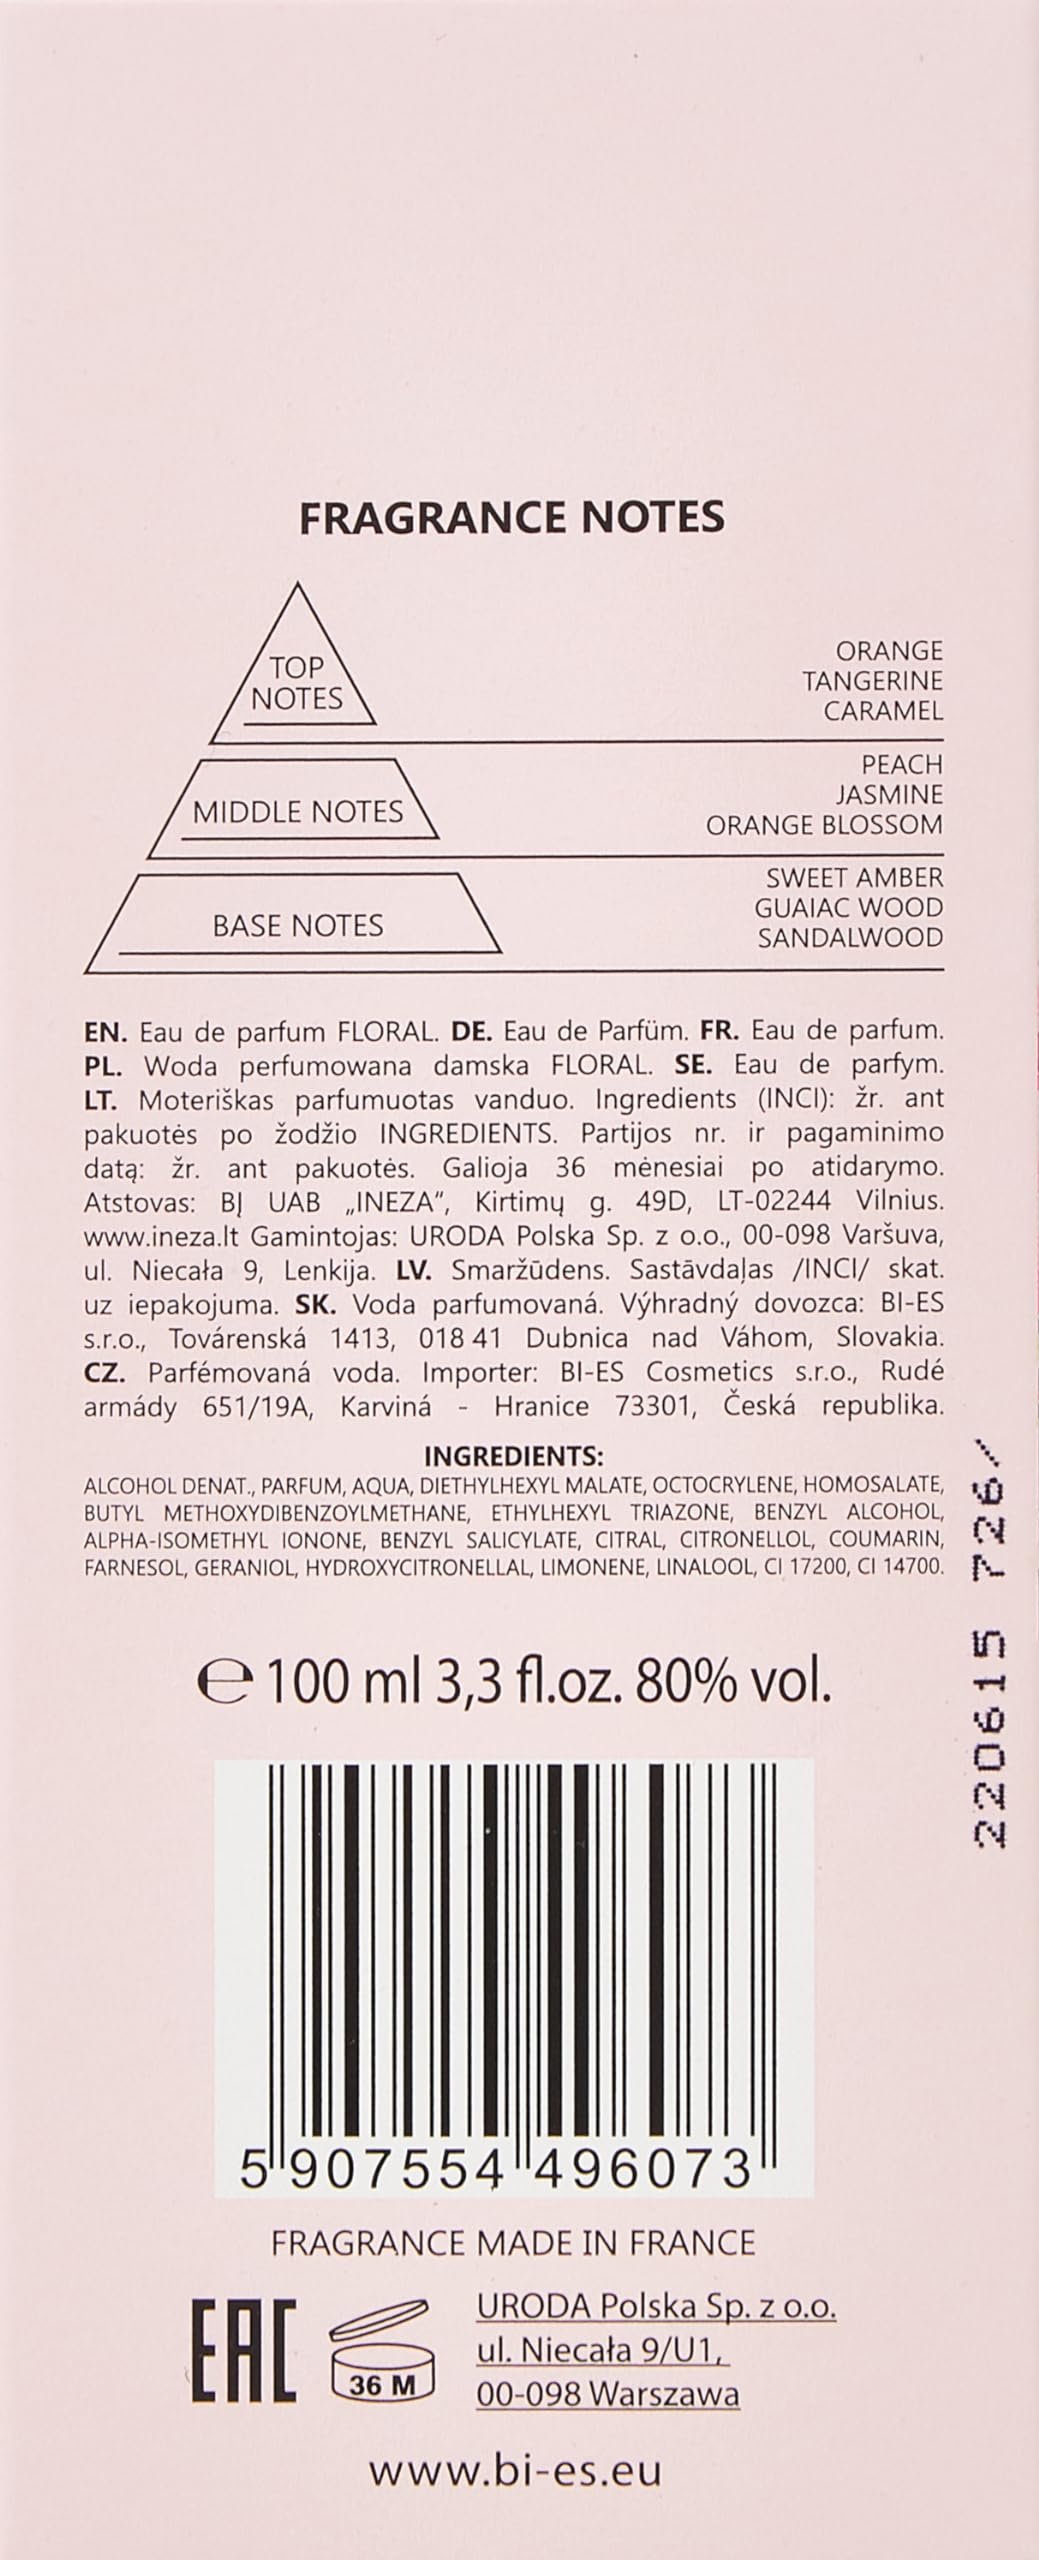 FRAGRANCE NOTES
TOP
NOTES
ORANGE
TANGERINE
CARAMEL
MIDDLE NOTES
PEACH
JASMINE
ORANGE BLOSSOM
BASE NOTES
SWEET AMBER
GUAIAC WOOD
SANDALWOOD
EN. Eau de parfum FLORAL. DE. Eau de Parfüm. FR. Eau de parfum.
PL. Woda perfumowana damska FLORAL. SE. Eau de parfym.
LT. Moteriškas parfumuotas vanduo. Ingredients (INCI): žr. ant
pakuotės po žodžio INGREDIENTS. Partijos nr. ir pagaminimo
datą: žr. ant pakuotės. Galioja 36 mėnesiai po atidarymo.
Atstovas: BĮ UAB „INEZA", Kirtimų g. 49D, LT-02244 Vilnius.
www.ineza.lt Gamintojas: URODA Polska Sp. z o.o., 00-098 Varšuva,
ul. Niecała 9, Lenkija. LV. Smaržūdens. Sastāvdaļas /INCI/ skat.
uz iepakojuma. SK. Voda parfumovaná. Výhradný dovozca: BI-ES
s.r.o., Továrenská 1413, 018 41 Dubnica nad Váhom, Slovakia.
CZ. Parfémovaná voda. Importer: BI-ES Cosmetics s.r.o., Rudé
armády 651/19A, Karviná - Hranice 73301, Česká republika.
INGREDIENTS:
ALCOHOL DENAT., PARFUM, AQUA, DIETHYLHEXYL MALATE, OCTOCRYLENE, HOMOSALATE,
BUTYL METHOXYDIBENZOYLMETHANE, ETHYLHEXYL TRIAZONE, BENZYL ALCOHOL,
ALPHA-ISOMETHYL IONONE, BENZYL SALICYLATE, CITRAL, CITRONELLOL, COUMARIN,
FARNESOL, GERANIOL, HYDROXYCITRONELLAL, LIMONENE, LINALOOL, CI 17200, CI 14700.
220615 726/
e 100 ml 3,3 fl.oz. 80% vol.
5 907554 496073
FRAGRANCE MADE IN FRANCE
EAC
36 M
URODA Polska Sp. z o.o.
ul. Niecała 9/U1,
00-098 Warszawa
www.bi-es.eu